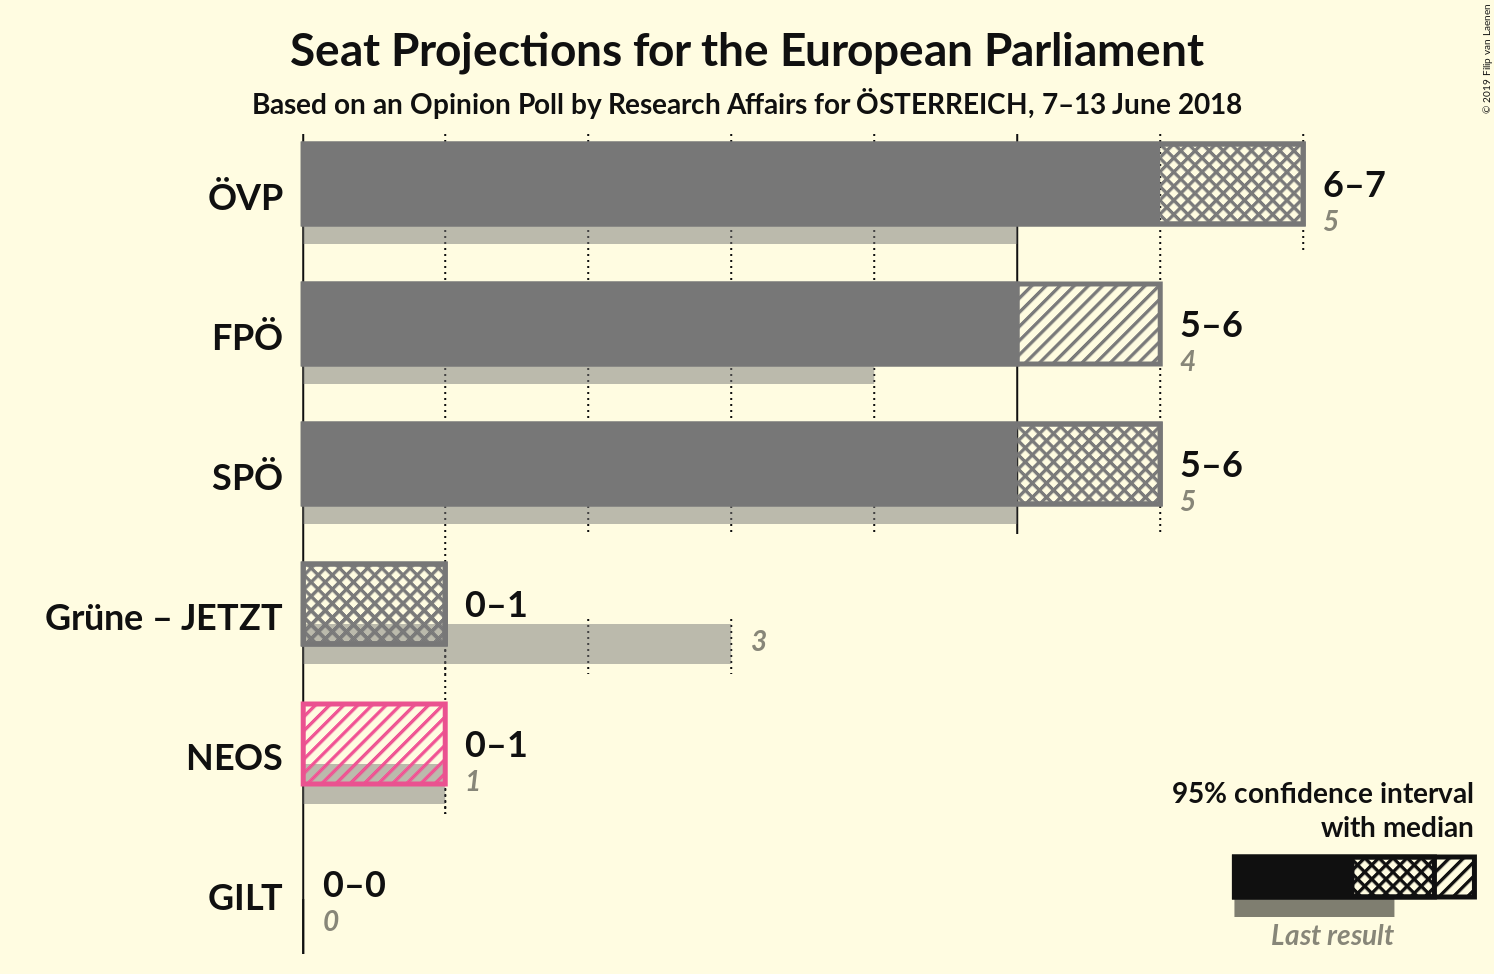 Seat Projections for the European Parliament
Based on an Opinion Poll by Research Affairs for ÖSTERREICH, 7–13 June 2018
© 2019 Filip van Laenen
ÖVP
6–7
5
FPÖ
5–6
4
SPÖ
5–6
5
Grüne – JETZT
0–1
3
NEOS
0–1
1
GILT
0–0
0
95% confidence interval
with median
Last result